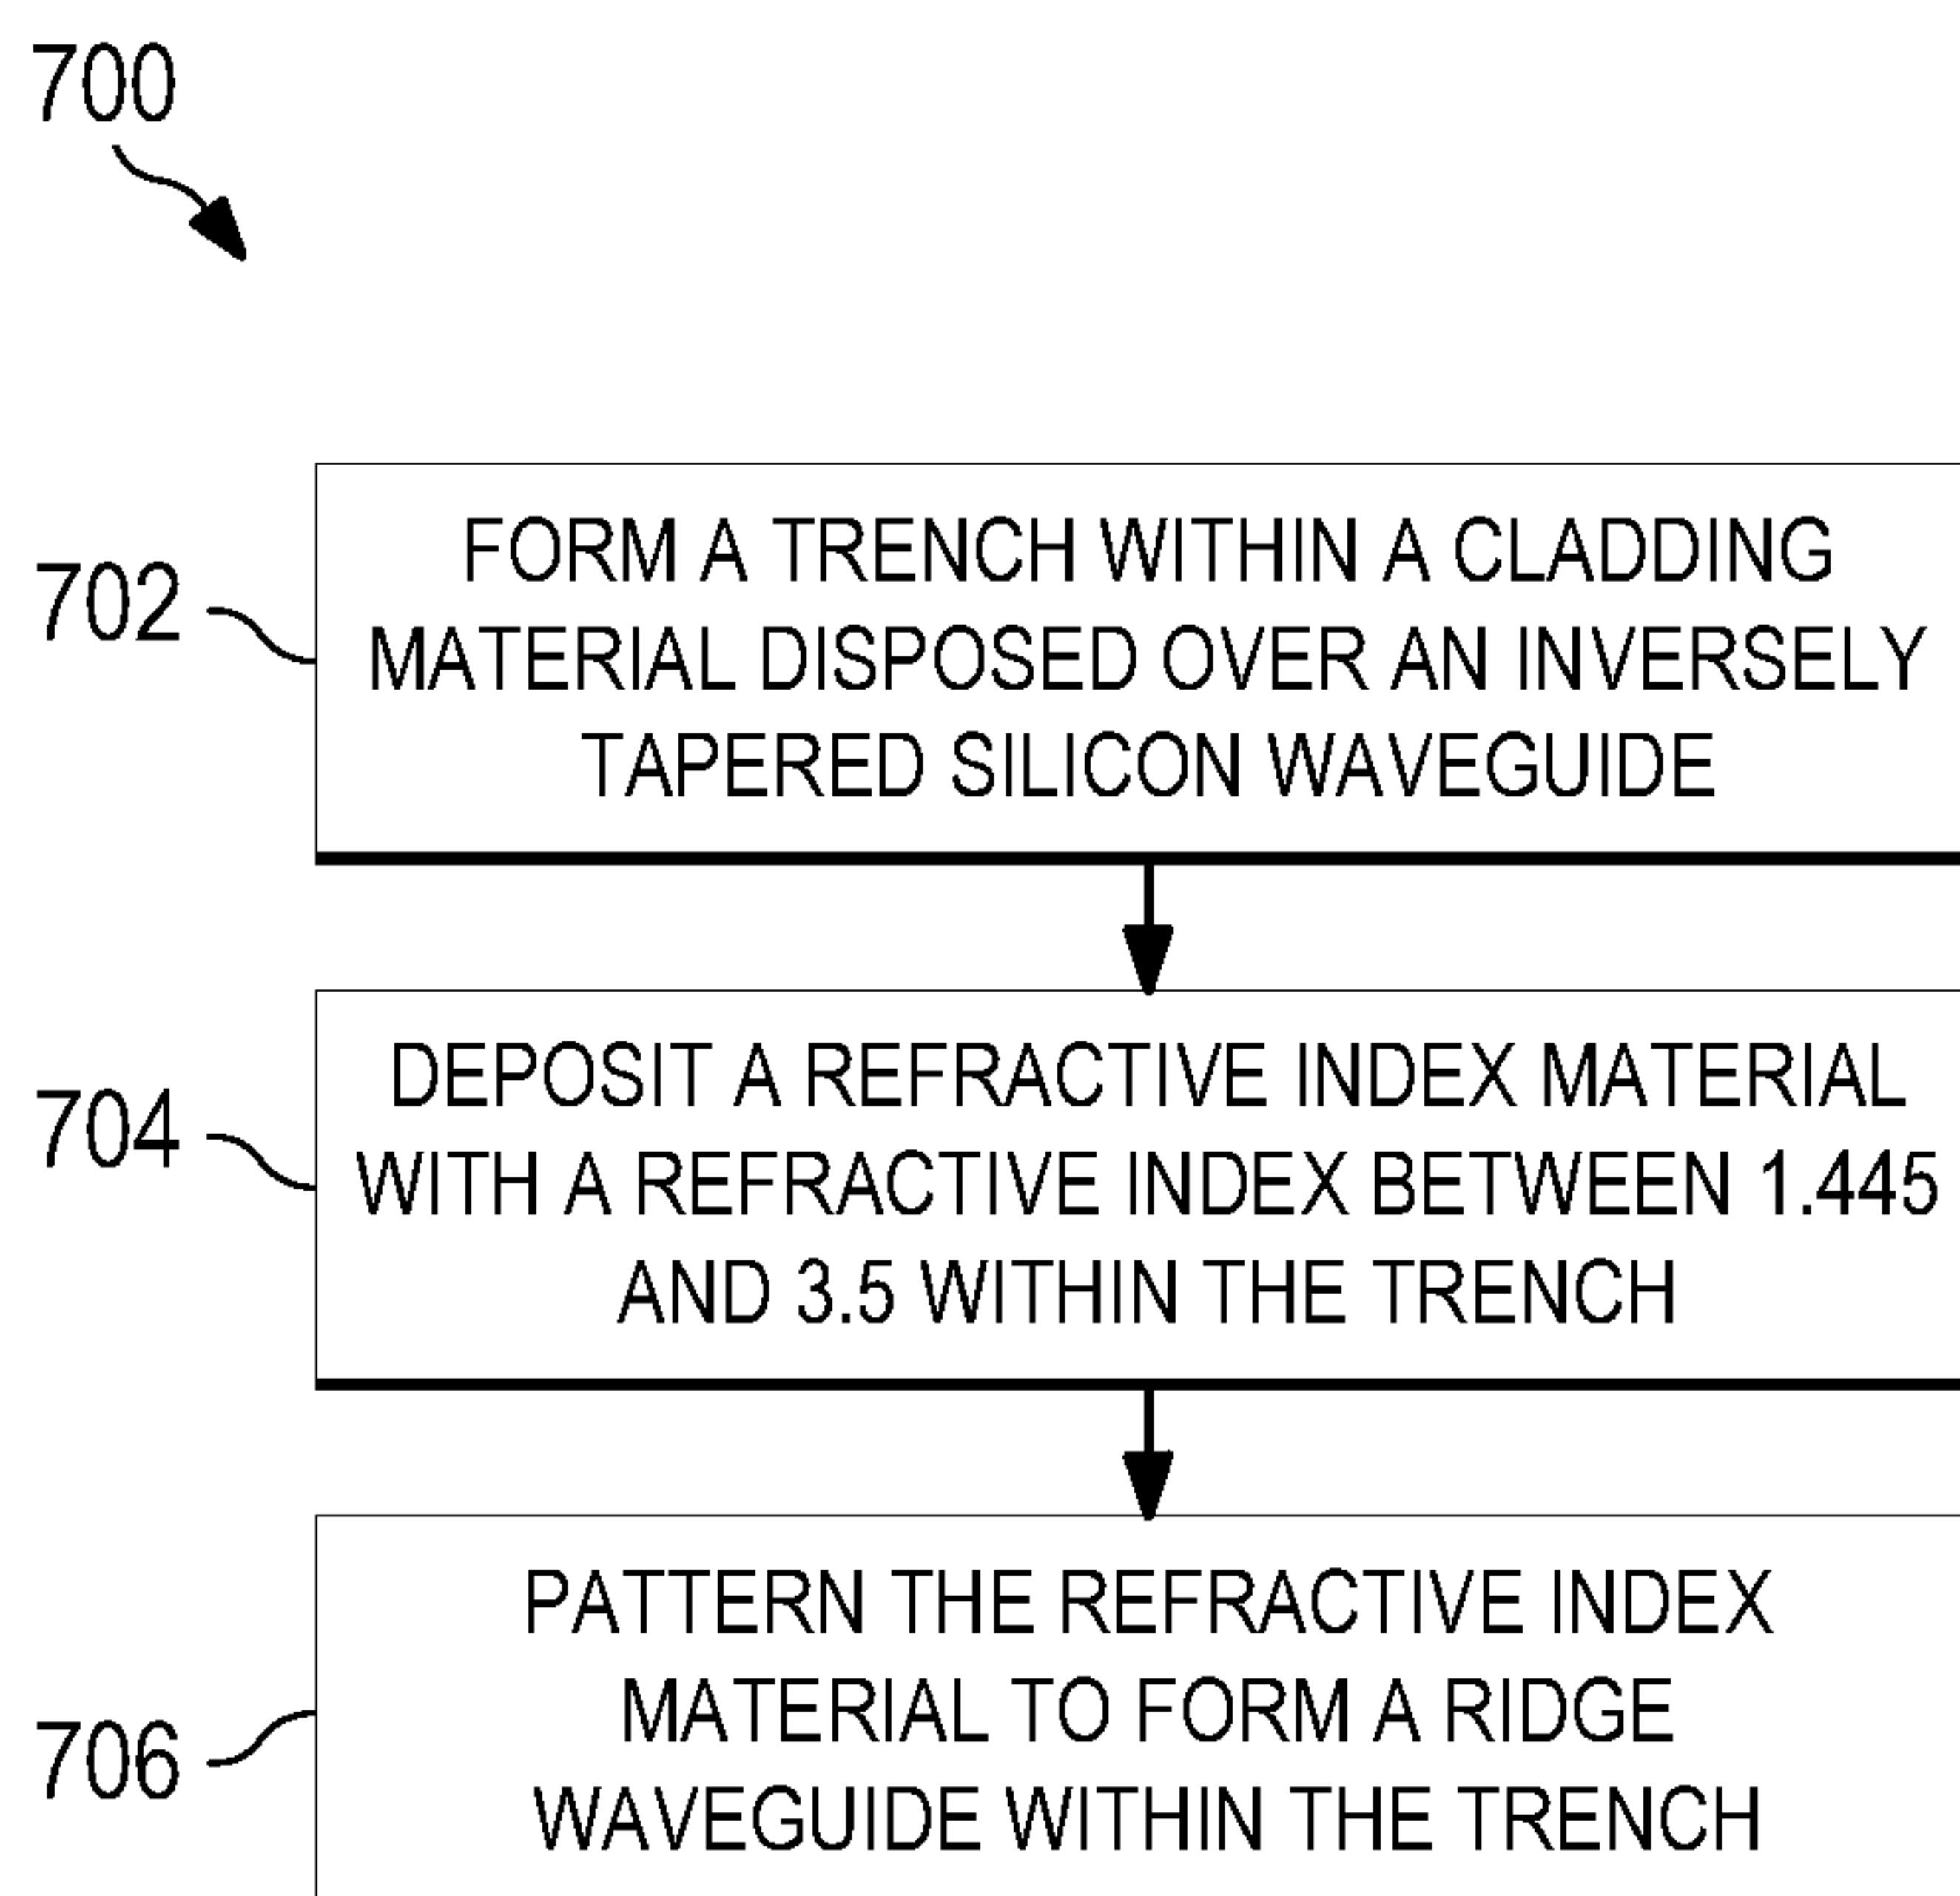 700
702
FORM A TRENCH WITHIN A CLADDING
MATERIAL DISPOSED OVER AN INVERSELY
TAPERED SILICON WAVEGUIDE
704
DEPOSIT A REFRACTIVE INDEX MATERIAL
WITH A REFRACTIVE INDEX BETWEEN 1.445
AND 3.5 WITHIN THE TRENCH
706
PATTERN THE REFRACTIVE INDEX
MATERIAL TO FORM A RIDGE
WAVEGUIDE WITHIN THE TRENCH